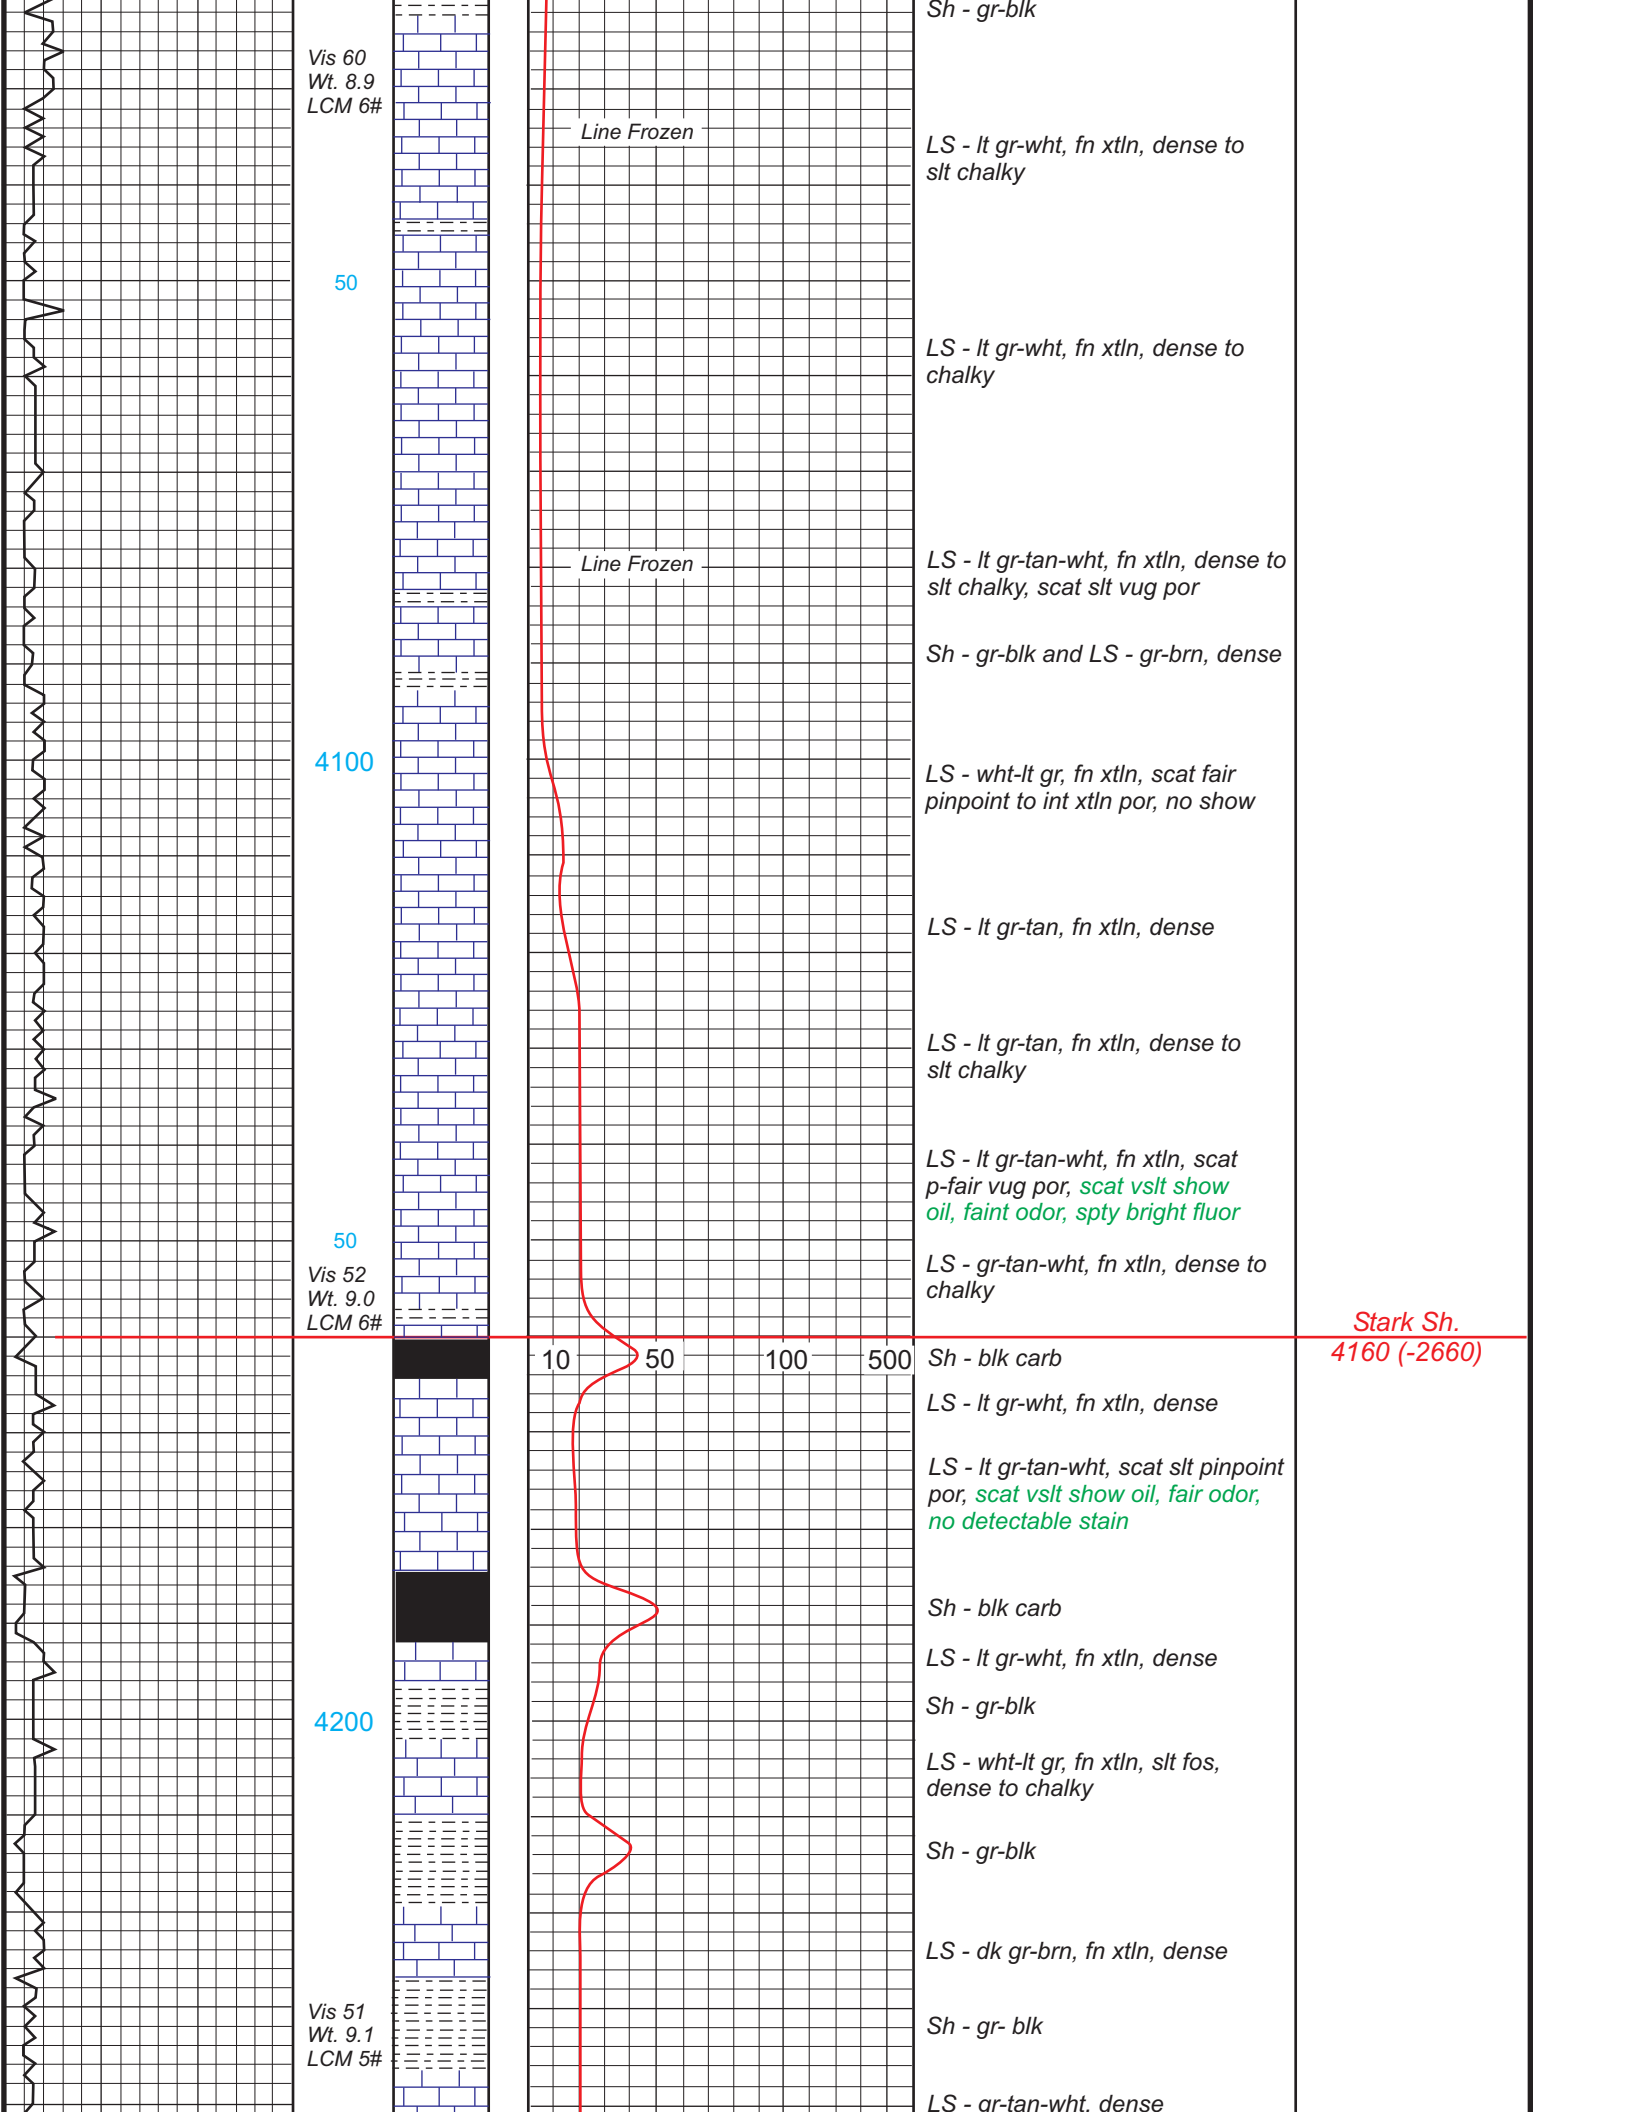 Sh - gr-blk
Vis 60
Wt. 8.9
LCM 6#
Line Frozen
LS - lt gr-wht, fn xtln, dense to
slt chalky
50
LS - lt gr-wht, fn xtln, dense to
chalky
Line Frozen
LS - lt gr-tan-wht, fn xtln, dense to
slt chalky, scat slt vug por
Sh - gr-blk and LS - gr-brn, dense
4100
LS - wht-lt gr, fn xtln, scat fair
pinpoint to int xtln por, no show
LS - lt gr-tan, fn xtln, dense
LS - lt gr-tan, fn xtln, dense to
slt chalky
LS - lt gr-tan-wht, fn xtln, scat
p-fair vug por, scat vslt show
oil, faint odor, spty bright fluor
50
LS - gr-tan-wht, fn xtln, dense to
chalky
Vis 52
Wt. 9.0
LCM 6#
Stark Sh.
4160 (-2660)
10 50 100 500
Sh - blk carb
LS - lt gr-wht, fn xtln, dense
LS - lt gr-tan-wht, scat slt pinpoint
por, scat vslt show oil, fair odor,
no detectable stain
Sh - blk carb
LS - lt gr-wht, fn xtln, dense
Sh - gr-blk
4200
LS - wht-lt gr, fn xtln, slt fos,
dense to chalky
Sh - gr-blk
LS - dk gr-brn, fn xtln, dense
Vis 51
Wt. 9.1
LCM 5#
Sh - gr- blk
LS - gr-tan-wht, dense